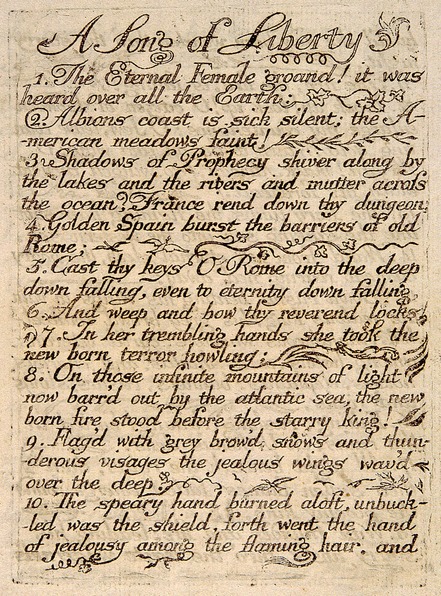 A Song of Liberty
1. The Eternal Female groand! it was
heard over all the Earth:
2. Albions coast is sick silent; the A-
-merican meadows faint!
3 Shadows of Prophecy shiver along by
the lakes and the rivers and mutter across
the ocean? France rend down thy dungeon;
4. Golden Spain burst the barriers of old
Rome;
5. Cast thy keys O Rome into the deep
down falling, even to eternity down falling,
6. And weep and bow thy reverend locks
7. In her trembling hands she took the
new born terror howling;
8. On those infinite mountains of light
now barrd out by the atlantic sea, the new
born fire stood before the starry king!
9. Flagd with grey browd snows and thun-
-derous visages the jealous wings wav'd
over the deep.
10. The speary hand burned aloft, unbuck-
-led was the shield, forth went the hand
of jealousy among the flaming hair, and